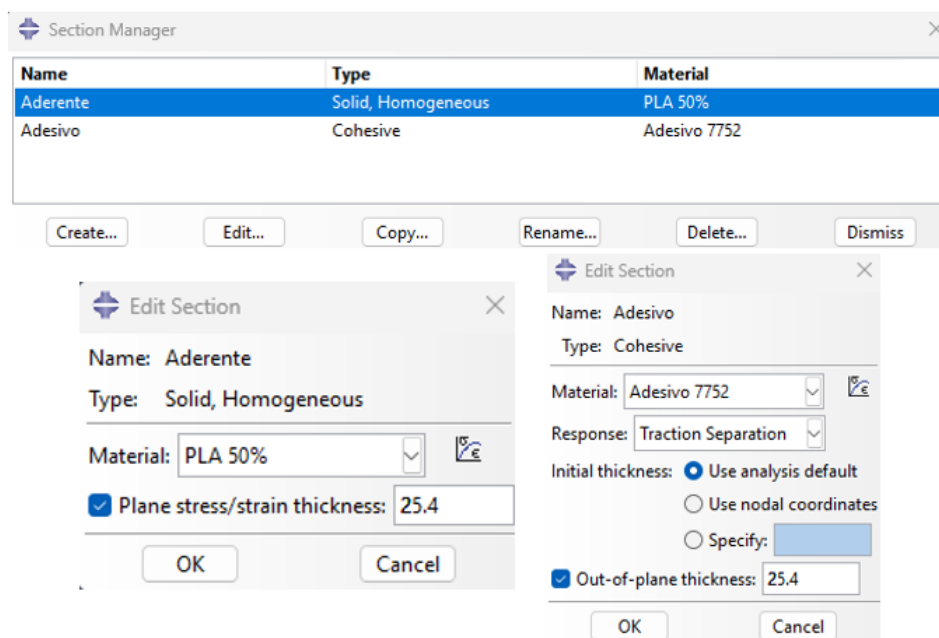 Section Manager
Name Type Material
Aderente Solid, Homogeneous PLA 50%
Adesivo Cohesive Adesivo 7752
Create... Edit... Copy... Rename... Delete... Dismiss
Edit Section
Name: Aderente
Type: Solid, Homogeneous
Material: PLA 50%
Plane stress/strain thickness: 25.4
OK Cancel
Edit Section
Name: Adesivo
Type: Cohesive
Material: Adesivo 7752
Response: Traction Separation
Initial thickness: Use analysis default
Use nodal coordinates
Specify:
Out-of-plane thickness: 25.4
OK Cancel